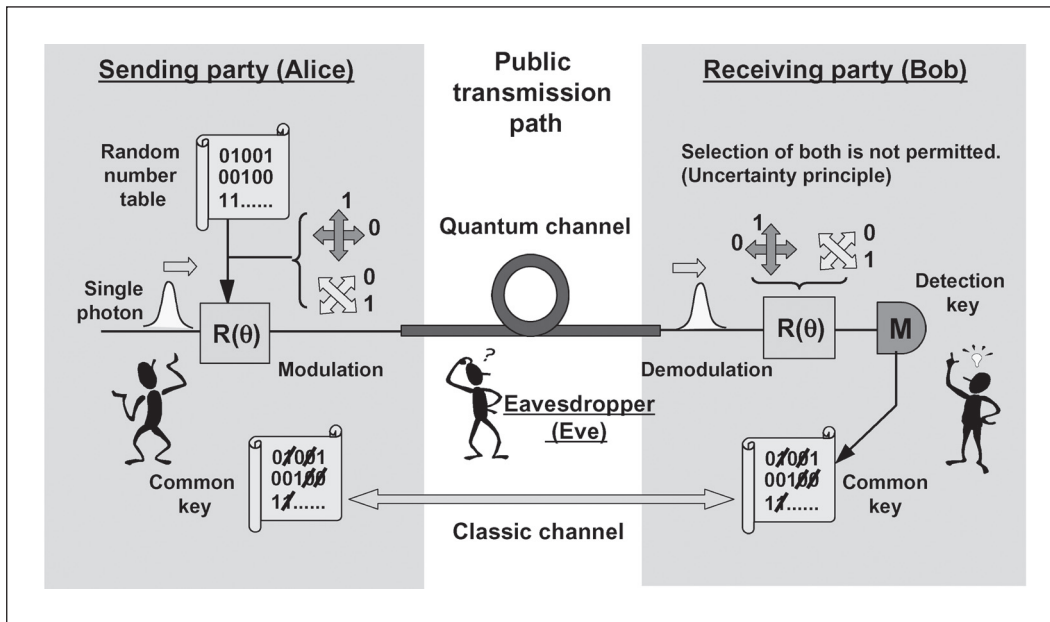 Sending party (Alice)
Random
number
table
01001
00100
11......
1
0
0
1
Single
photon
R(θ)
Modulation
Common
key
01001
00100
11......
Public
transmission
path
Quantum channel
?
Eavesdropper
(Eve)
Classic channel
Receiving party (Bob)
Selection of both is not permitted.
(Uncertainty principle)
1
0
0
1
Detection
key
R(θ)
M
Demodulation
01001
00100
11......
Common
key